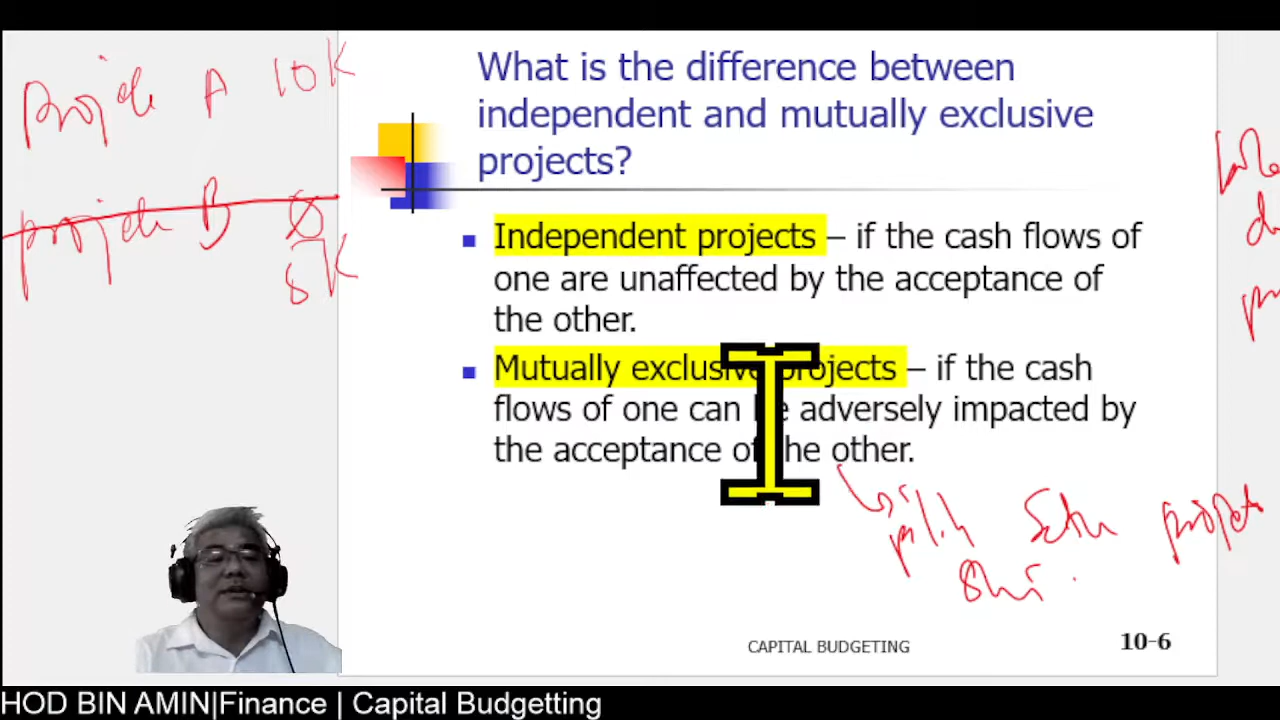 What is the difference between
independent and mutually exclusive
projects?
Independent projects – if the cash flows of
one are unaffected by the acceptance of
the other.
Mutually exclusive projects – if the cash
flows of one can be adversely impacted by
the acceptance of the other.
A 10K
B
8K
pilih satu
CAPITAL BUDGETING
10-6
HOD BIN AMIN|Finance | Capital Budgetting